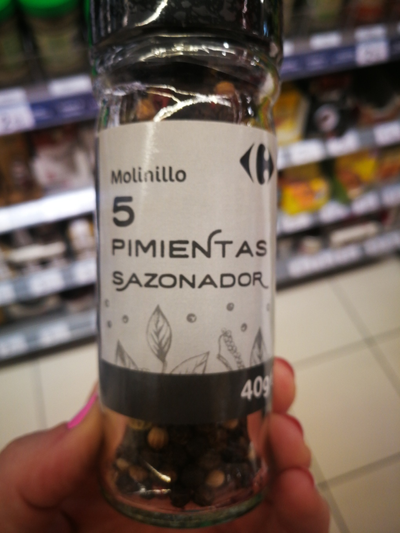 Molinillo
5
PIMIENTAS
SAZONADOR
40g